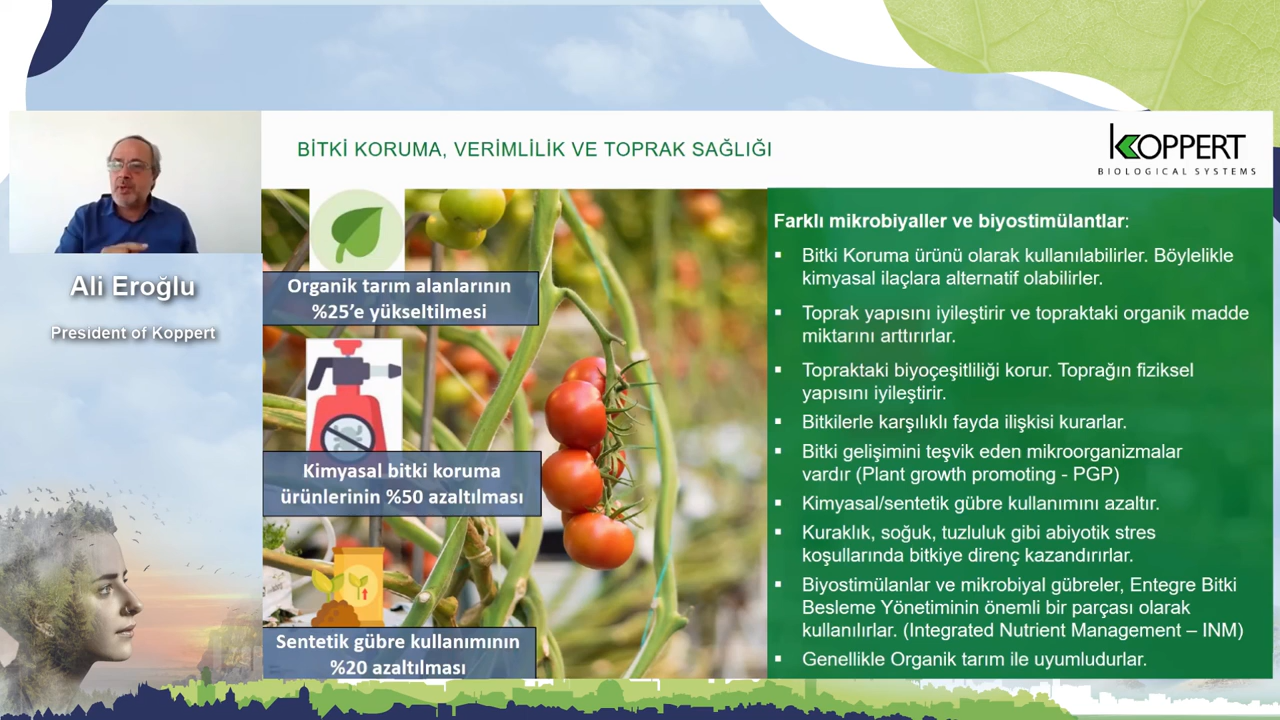 BİTKİ KORUMA, VERİMLİLİK VE TOPRAK SAĞLIĞI
KOPPERT
BIOLOGICAL SYSTEMS
Ali Eroğlu
President of Koppert
Organik tarım alanlarının
%25'e yükseltilmesi
Kimyasal bitki koruma
ürünlerinin %50 azaltılması
Sentetik gübre kullanımının
%20 azaltılması
Farklı mikrobiyaller ve biyostimülantlar:
▪ Bitki Koruma ürünü olarak kullanılabilirler. Böylelikle
kimyasal ilaçlara alternatif olabilirler.
▪ Toprak yapısını iyileştirir ve topraktaki organik madde
miktarını arttırırlar.
▪ Topraktaki biyoçeşitliliği korur. Toprağın fiziksel
yapısını iyileştirir.
▪ Bitkilerle karşılıklı fayda ilişkisi kurarlar.
▪ Bitki gelişimini teşvik eden mikroorganizmalar
vardır (Plant growth promoting - PGP)
▪ Kimyasal/sentetik gübre kullanımını azaltır.
▪ Kuraklık, soğuk, tuzluluk gibi abiyotik stres
koşullarında bitkiye direnç kazandırırlar.
▪ Biyostimülanlar ve mikrobiyal gübreler, Entegre Bitki
Besleme Yönetiminin önemli bir parçası olarak
kullanılırlar. (Integrated Nutrient Management – INM)
▪ Genellikle Organik tarım ile uyumludurlar.